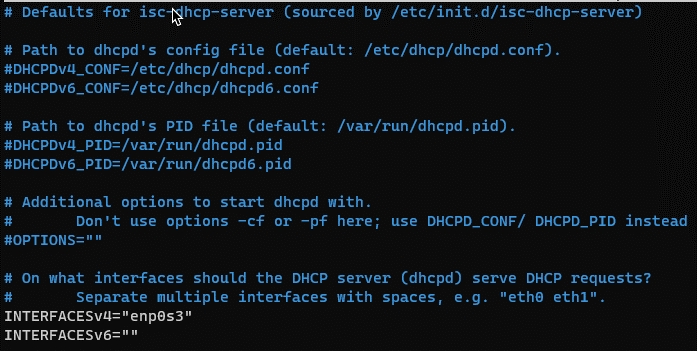 # Defaults for isc-dhcp-server (sourced by /etc/init.d/isc-dhcp-server)
# Path to dhcpd's config file (default: /etc/dhcp/dhcpd.conf).
#DHCPDv4_CONF=/etc/dhcp/dhcpd.conf
#DHCPDv6_CONF=/etc/dhcp/dhcpd6.conf
# Path to dhcpd's PID file (default: /var/run/dhcpd.pid).
#DHCPDv4_PID=/var/run/dhcpd.pid
#DHCPDv6_PID=/var/run/dhcpd6.pid
# Additional options to start dhcpd with.
#       Don't use options -cf or -pf here; use DHCPD_CONF/ DHCPD_PID instead
#OPTIONS=""
# On what interfaces should the DHCP server (dhcpd) serve DHCP requests?
#       Separate multiple interfaces with spaces, e.g. "eth0 eth1".
INTERFACESv4="enp0s3"
INTERFACESv6=""